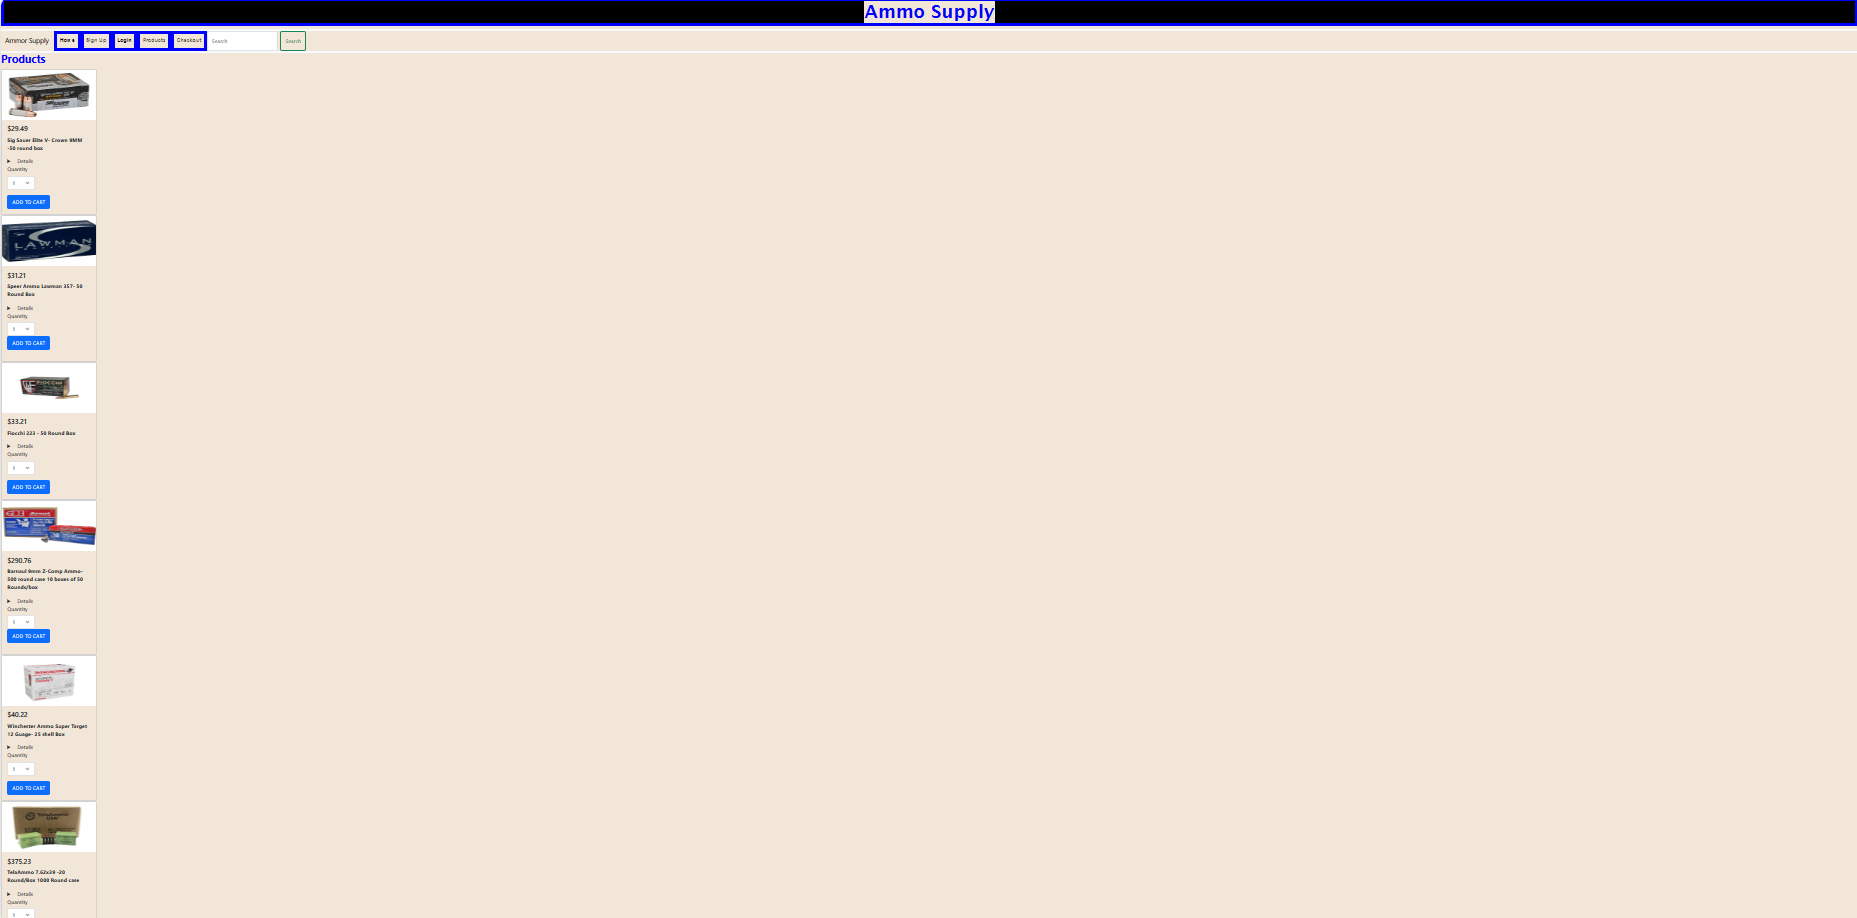 Ammo Supply
Ammor Supply
Home
Sign Up
Login
Products
Checkout
Search
Search
Products
$29.49
Sig Sauer Elite V- Crown 9MM
-50 round box
Details
Quantity
1
ADD TO CART
LAWMAN
$31.21
Speer Ammo Lawman 357- 50
Round Box
Details
Quantity
1
ADD TO CART
FIOCCHI
$33.21
Fiocchi 223 - 50 Round Box
Details
Quantity
1
ADD TO CART
$290.76
Barnaul 9mm Z-Comp Ammo-
500 round case 10 boxes of 50
Rounds/box
Details
Quantity
1
ADD TO CART
$40.22
Winchester Ammo Super Target
12 Guage- 25 shell Box
Details
Quantity
1
ADD TO CART
$375.23
TelaAmmo 7.62x39 -20
Round/Box 1000 Round case
Details
Quantity
1